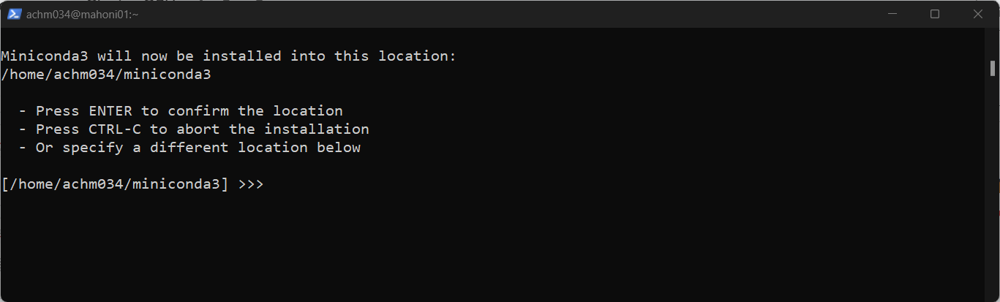 achm034@mahoni01:~
Miniconda3 will now be installed into this location:
/home/achm034/miniconda3
- Press ENTER to confirm the location
- Press CTRL-C to abort the installation
- Or specify a different location below
[/home/achm034/miniconda3] >>>